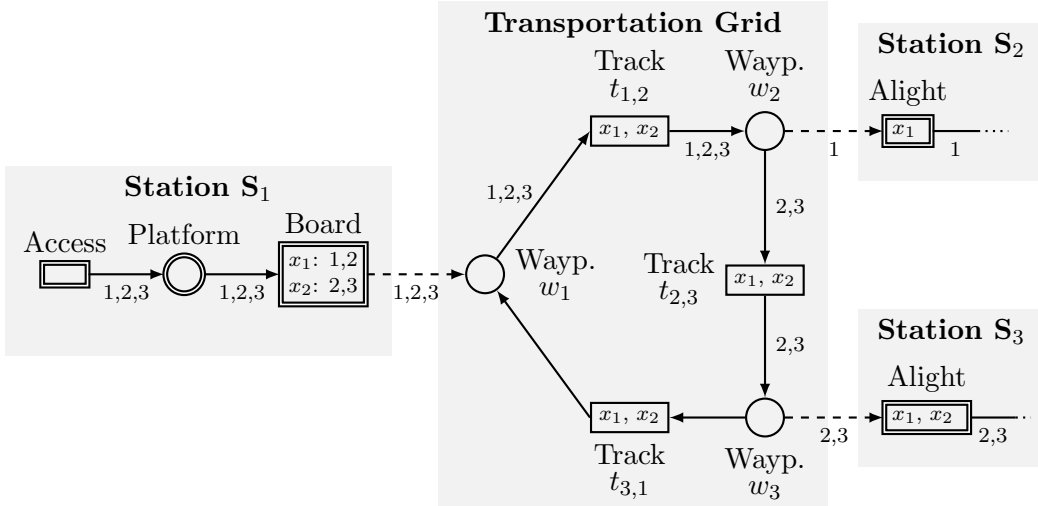 Transportation Grid
Station S₂
Track
t₁,₂
Wayp.
w₂
Alight
x₁, x₂
x₁
1,2,3
1
1
Station S₁
1,2,3
2,3
Access
Platform
Board
x₁: 1,2
x₂: 2,3
1,2,3
1,2,3
1,2,3
Wayp.
w₁
Track
t₂,₃
x₁, x₂
Station S₃
2,3
Alight
x₁, x₂
x₁, x₂
2,3
2,3
Track
t₃,₁
Wayp.
w₃